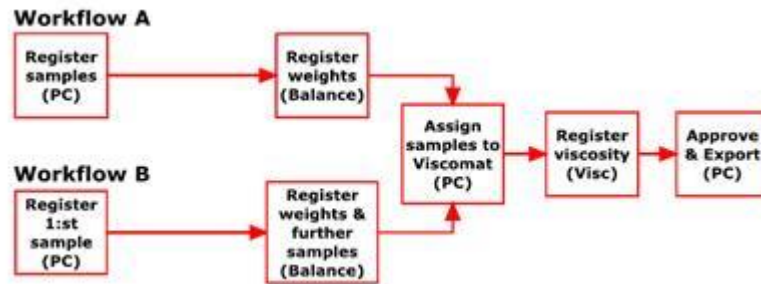 Workflow A
Register
samples
(PC)
Register
weights
(Balance)
Workflow B
Register
1:st
sample
(PC)
Register
weights &
further
samples
(Balance)
Assign
samples to
Viscomat
(PC)
Register
viscosity
(Visc)
Approve
& Export
(PC)